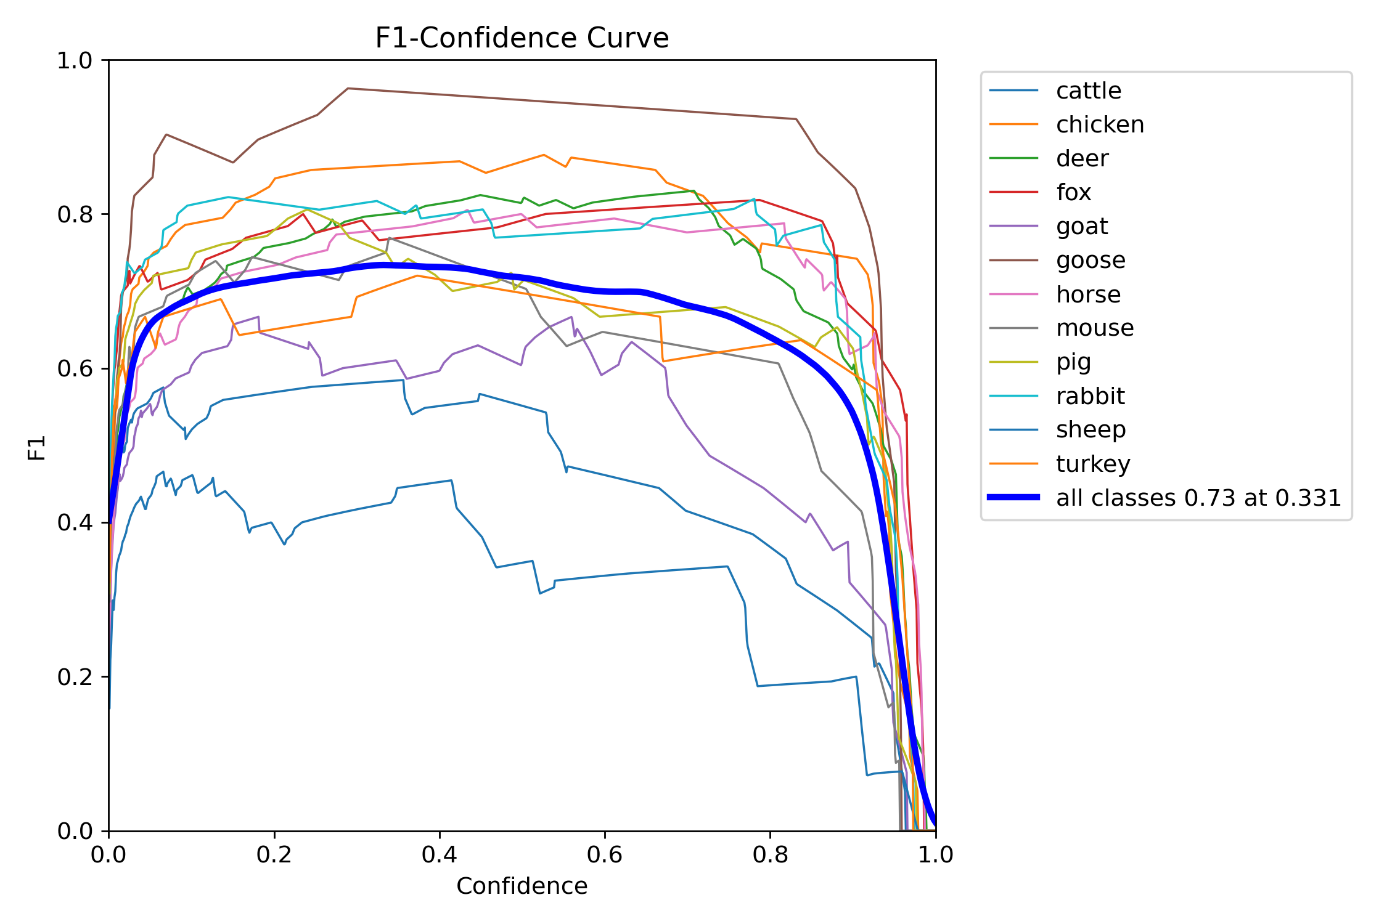 F1-Confidence Curve
1.0
0.8
0.6
0.4
0.2
0.0
F1
0.0 0.2 0.4 0.6 0.8 1.0
Confidence
cattle
chicken
deer
fox
goat
goose
horse
mouse
pig
rabbit
sheep
turkey
all classes 0.73 at 0.331